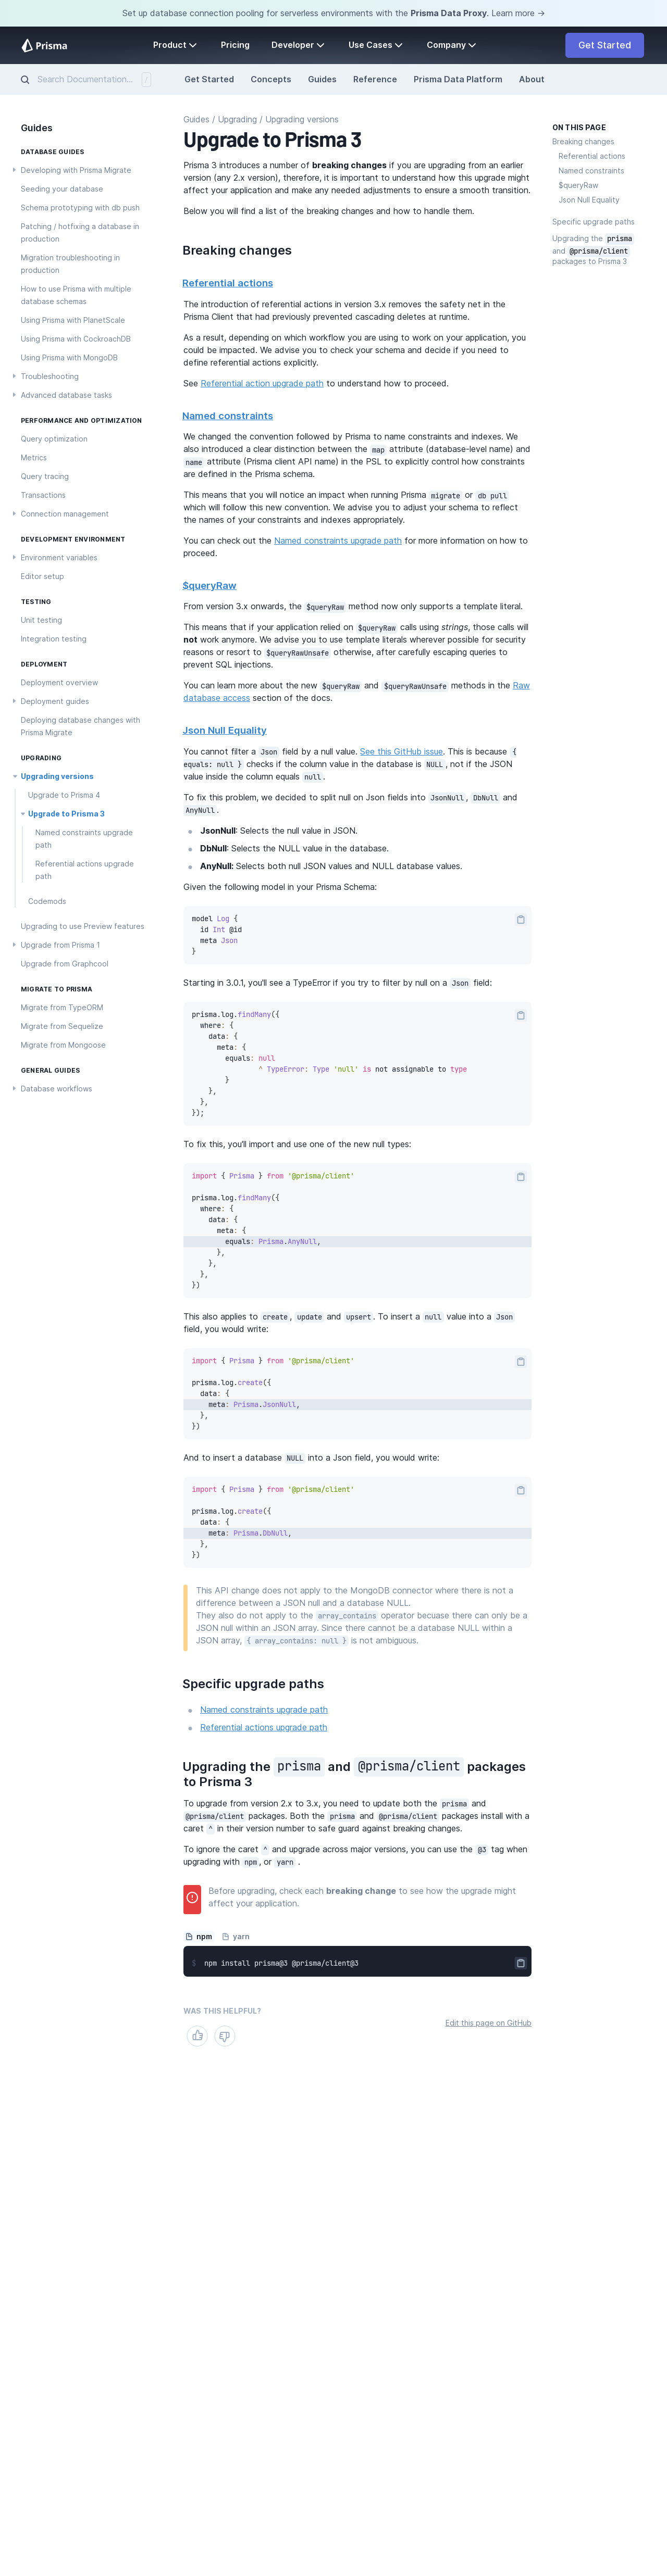 Set up database connection pooling for serverless environments with the Prisma Data Proxy. Learn more →
Prisma
Product
Pricing
Developer
Use Cases
Company
Get Started
Search Documentation...
/
Get Started
Concepts
Guides
Reference
Prisma Data Platform
About
Guides
DATABASE GUIDES
Developing with Prisma Migrate
Seeding your database
Schema prototyping with db push
Patching / hotfixing a database in
production
Migration troubleshooting in
production
How to use Prisma with multiple
database schemas
Using Prisma with PlanetScale
Using Prisma with CockroachDB
Using Prisma with MongoDB
Troubleshooting
Advanced database tasks
PERFORMANCE AND OPTIMIZATION
Query optimization
Metrics
Query tracing
Transactions
Connection management
DEVELOPMENT ENVIRONMENT
Environment variables
Editor setup
TESTING
Unit testing
Integration testing
DEPLOYMENT
Deployment overview
Deployment guides
Deploying database changes with
Prisma Migrate
UPGRADING
Upgrading versions
Upgrade to Prisma 4
Upgrade to Prisma 3
Named constraints upgrade
path
Referential actions upgrade
path
Codemods
Upgrading to use Preview features
Upgrade from Prisma 1
Upgrade from Graphcool
MIGRATE TO PRISMA
Migrate from TypeORM
Migrate from Sequelize
Migrate from Mongoose
GENERAL GUIDES
Database workflows
Guides / Upgrading / Upgrading versions
Upgrade to Prisma 3
Prisma 3 introduces a number of breaking changes if you are upgrading from an earlier
version (any 2.x version), therefore, it is important to understand how this upgrade might
affect your application and make any needed adjustments to ensure a smooth transition.
Below you will find a list of the breaking changes and how to handle them.
Breaking changes
Referential actions
The introduction of referential actions in version 3.x removes the safety net in the
Prisma Client that had previously prevented cascading deletes at runtime.
As a result, depending on which workflow you are using to work on your application, you
could be impacted. We advise you to check your schema and decide if you need to
define referential actions explicitly.
See Referential action upgrade path to understand how to proceed.
Named constraints
We changed the convention followed by Prisma to name constraints and indexes. We
also introduced a clear distinction between the map attribute (database-level name) and
name attribute (Prisma client API name) in the PSL to explicitly control how constraints
are defined in the Prisma schema.
This means that you will notice an impact when running Prisma migrate or db pull
which will follow this new convention. We advise you to adjust your schema to reflect
the names of your constraints and indexes appropriately.
You can check out the Named constraints upgrade path for more information on how to
proceed.
$queryRaw
From version 3.x onwards, the $queryRaw method now only supports a template literal.
This means that if your application relied on $queryRaw calls using strings, those calls will
not work anymore. We advise you to use template literals wherever possible for security
reasons or resort to $queryRawUnsafe otherwise, after carefully escaping queries to
prevent SQL injections.
You can learn more about the new $queryRaw and $queryRawUnsafe methods in the Raw
database access section of the docs.
Json Null Equality
You cannot filter a Json field by a null value. See this GitHub issue. This is because {
equals: null } checks if the column value in the database is NULL, not if the JSON
value inside the column equals null.
To fix this problem, we decided to split null on Json fields into JsonNull, DbNull and
AnyNull.
JsonNull: Selects the null value in JSON.
DbNull: Selects the NULL value in the database.
AnyNull: Selects both null JSON values and NULL database values.
Given the following model in your Prisma Schema:
model Log {
id Int @id
meta Json
}
Starting in 3.0.1, you'll see a TypeError if you try to filter by null on a Json field:
prisma.log.findMany({
where: {
data: {
meta: {
equals: null
^ TypeError: Type 'null' is not assignable to type
}
},
},
});
To fix this, you'll import and use one of the new null types:
import { Prisma } from '@prisma/client'
prisma.log.findMany({
where: {
data: {
meta: {
equals: Prisma.AnyNull,
},
},
},
})
This also applies to create, update and upsert. To insert a null value into a Json
field, you would write:
import { Prisma } from '@prisma/client'
prisma.log.create({
data: {
meta: Prisma.JsonNull,
},
})
And to insert a database NULL into a Json field, you would write:
import { Prisma } from '@prisma/client'
prisma.log.create({
data: {
meta: Prisma.DbNull,
},
})
This API change does not apply to the MongoDB connector where there is not a
difference between a JSON null and a database NULL.
They also do not apply to the array_contains operator becuase there can only be a
JSON null within an JSON array. Since there cannot be a database NULL within a
JSON array, { array_contains: null } is not ambiguous.
Specific upgrade paths
Named constraints upgrade path
Referential actions upgrade path
Upgrading the prisma and @prisma/client packages
to Prisma 3
To upgrade from version 2.x to 3.x, you need to update both the prisma and
@prisma/client packages. Both the prisma and @prisma/client packages install with a
caret ^ in their version number to safe guard against breaking changes.
To ignore the caret ^ and upgrade across major versions, you can use the @3 tag when
upgrading with npm, or yarn .
Before upgrading, check each breaking change to see how the upgrade might
affect your application.
npm
yarn
$ npm install prisma@3 @prisma/client@3
WAS THIS HELPFUL?
Edit this page on GitHub
ON THIS PAGE
Breaking changes
Referential actions
Named constraints
$queryRaw
Json Null Equality
Specific upgrade paths
Upgrading the prisma
and @prisma/client
packages to Prisma 3